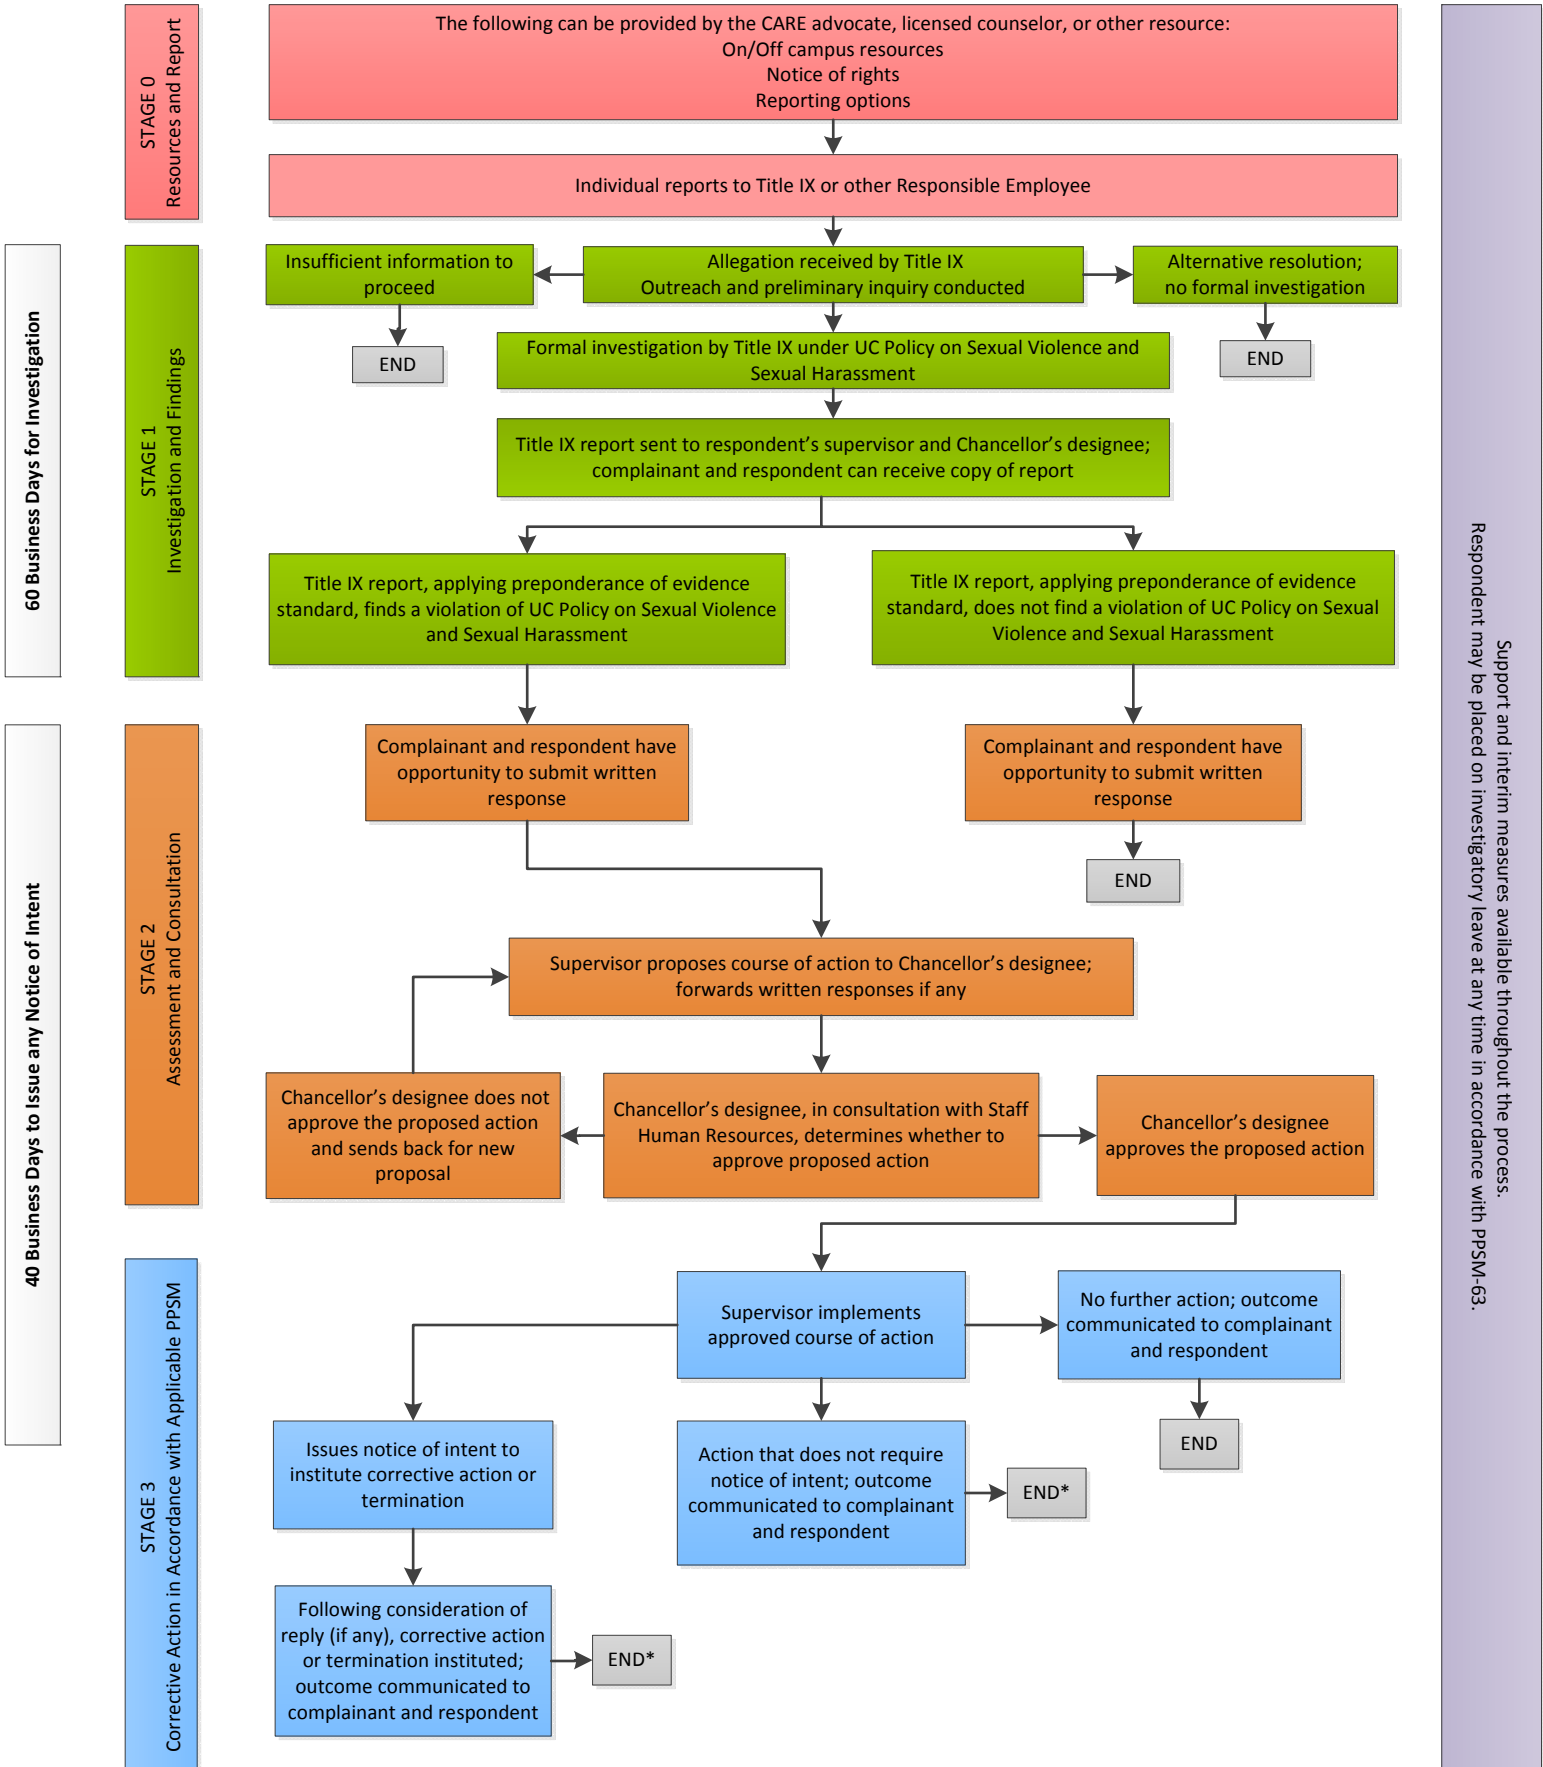 STAGE 0
Resources and Report
The following can be provided by the CARE advocate, licensed counselor, or other resource:
On/Off campus resources
Notice of rights
Reporting options
Individual reports to Title IX or other Responsible Employee
60 Business Days for Investigation
STAGE 1
Investigation and Findings
Insufficient information to
proceed
Allegation received by Title IX
Outreach and preliminary inquiry conducted
Alternative resolution;
no formal investigation
END
Formal investigation by Title IX under UC Policy on Sexual Violence and
Sexual Harassment
END
Title IX report sent to respondent’s supervisor and Chancellor’s designee;
complainant and respondent can receive copy of report
Title IX report, applying preponderance of evidence
standard, finds a violation of UC Policy on Sexual Violence
and Sexual Harassment
Title IX report, applying preponderance of evidence
standard, does not find a violation of UC Policy on Sexual
Violence and Sexual Harassment
40 Business Days to Issue any Notice of Intent
STAGE 2
Assessment and Consultation
Complainant and respondent have
opportunity to submit written
response
Complainant and respondent have
opportunity to submit written
response
END
Supervisor proposes course of action to Chancellor’s designee;
forwards written responses if any
Chancellor’s designee does not
approve the proposed action
and sends back for new
proposal
Chancellor’s designee, in consultation with Staff
Human Resources, determines whether to
approve proposed action
Chancellor’s designee
approves the proposed action
STAGE 3
Corrective Action in Accordance with Applicable PPSM
Supervisor implements
approved course of action
No further action; outcome
communicated to complainant
and respondent
END
Issues notice of intent to
institute corrective action or
termination
Action that does not require
notice of intent; outcome
communicated to complainant
and respondent
END*
Following consideration of
reply (if any), corrective action
or termination instituted;
outcome communicated to
complainant and respondent
END*
Support and interim measures available throughout the process.
Respondent may be placed on investigatory leave at any time in accordance with PPSM-63.